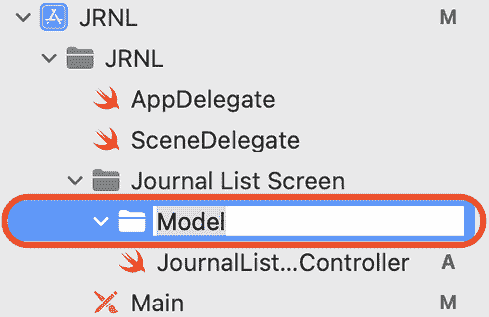 JRNL M
JRNL
AppDelegate
SceneDelegate
Journal List Screen
Model
JournalList...Controller A
Main M